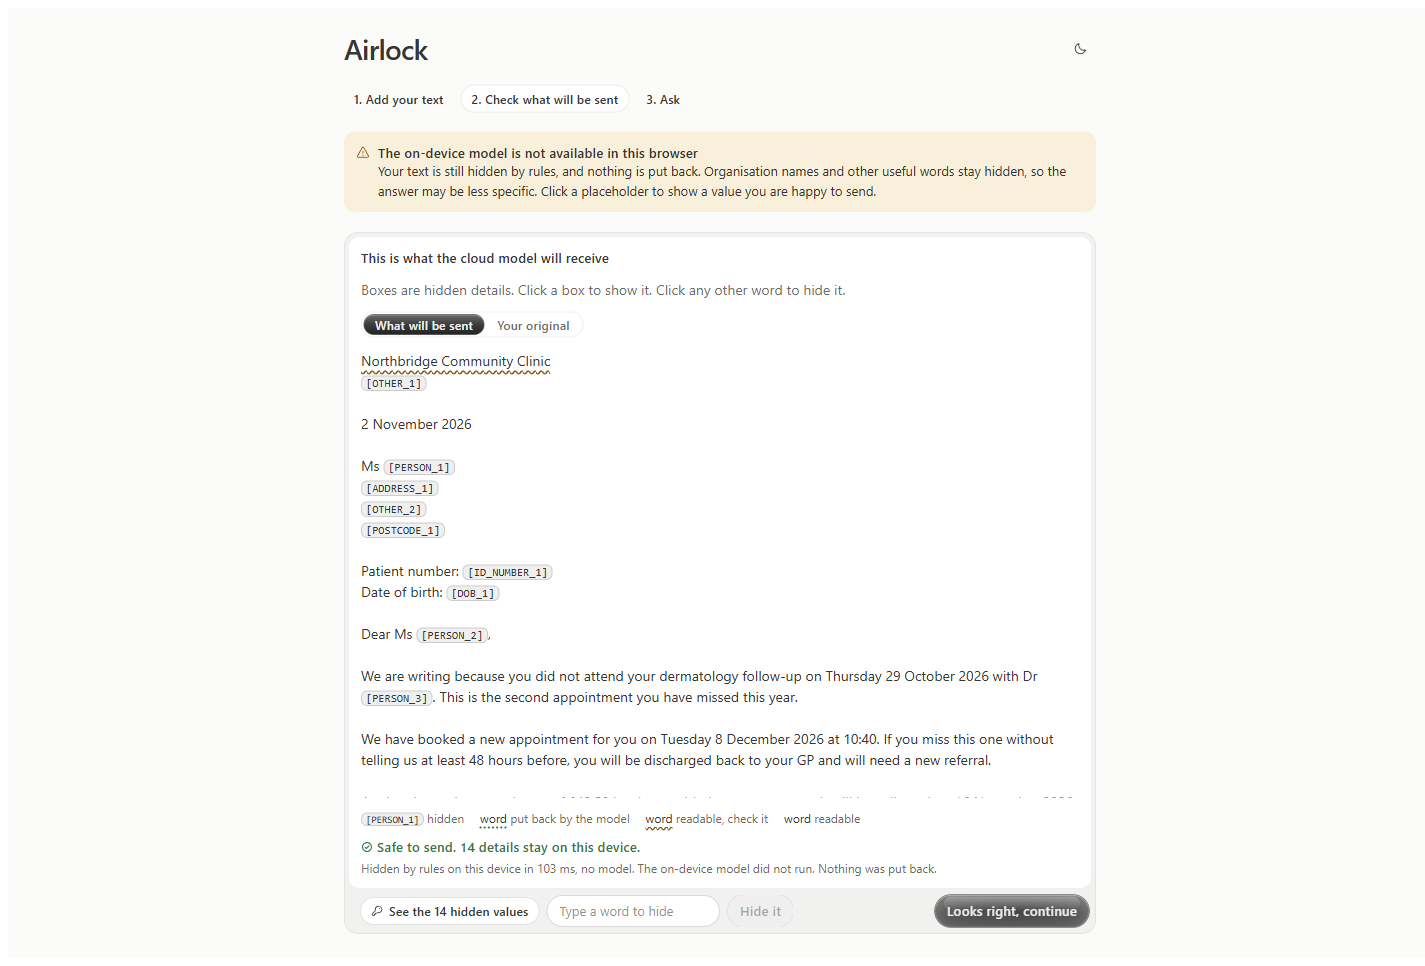 Airlock
1. Add your text
2. Check what will be sent
3. Ask
The on-device model is not available in this browser
Your text is still hidden by rules, and nothing is put back. Organisation names and other useful words stay hidden, so the
answer may be less specific. Click a placeholder to show a value you are happy to send.
This is what the cloud model will receive
Boxes are hidden details. Click a box to show it. Click any other word to hide it.
What will be sent
Your original
Northbridge Community Clinic
[OTHER_1]
2 November 2026
Ms [PERSON_1]
[ADDRESS_1]
[OTHER_2]
[POSTCODE_1]
Patient number: [ID_NUMBER_1]
Date of birth: [DOB_1]
Dear Ms [PERSON_2],
We are writing because you did not attend your dermatology follow-up on Thursday 29 October 2026 with Dr
[PERSON_3]. This is the second appointment you have missed this year.
We have booked a new appointment for you on Tuesday 8 December 2026 at 10:40. If you miss this one without
telling us at least 48 hours before, you will be discharged back to your GP and will need a new referral.
[PERSON_1] hidden word put back by the model word readable, check it word readable
Safe to send. 14 details stay on this device.
Hidden by rules on this device in 103 ms, no model. The on-device model did not run. Nothing was put back.
See the 14 hidden values
Type a word to hide
Hide it
Looks right, continue